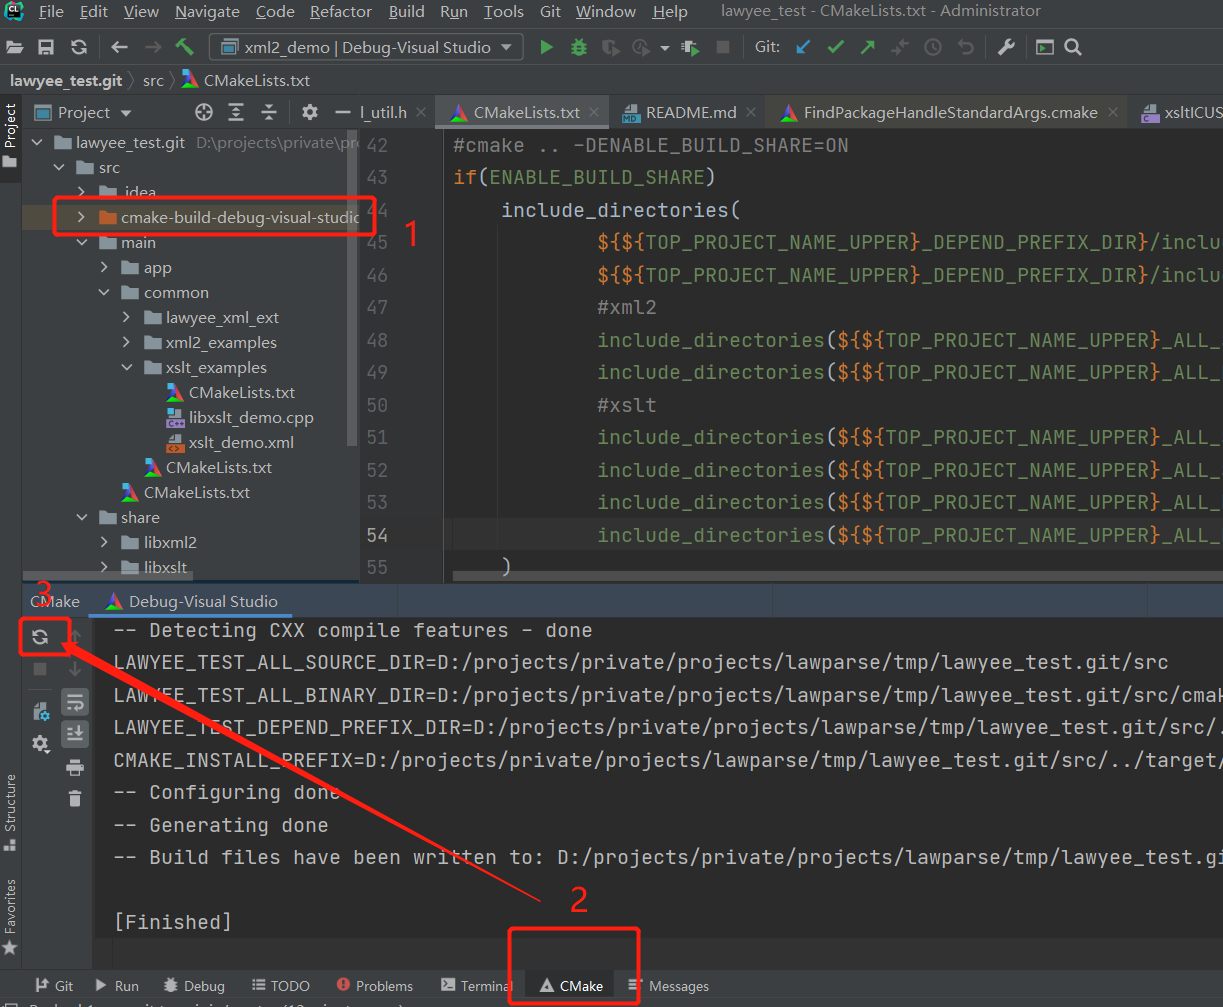 File Edit View Navigate Code Refactor Build Run Tools Git Window Help lawyee_test - CMakeLists.txt - Administrator
xml2_demo | Debug-Visual Studio Git:
lawyee_test.git src CMakeLists.txt
Project l_util.h CMakeLists.txt README.md FindPackageHandleStandardArgs.cmake xsltICUS
Project
lawyee_test.git D:\projects\private\pr
src
.idea
cmake-build-debug-visual-studio
1
main
app
common
lawyee_xml_ext
xml2_examples
xslt_examples
CMakeLists.txt
libxslt_demo.cpp
xslt_demo.xml
CMakeLists.txt
CMakeLists.txt
share
libxml2
libxslt
42 #cmake .. -DENABLE_BUILD_SHARE=ON
43 if(ENABLE_BUILD_SHARE)
44 include_directories(
45 ${${TOP_PROJECT_NAME_UPPER}_DEPEND_PREFIX_DIR}/inclu
46 ${${TOP_PROJECT_NAME_UPPER}_DEPEND_PREFIX_DIR}/inclu
47 #xml2
48 include_directories(${${TOP_PROJECT_NAME_UPPER}_ALL_
49 include_directories(${${TOP_PROJECT_NAME_UPPER}_ALL_
50 #xslt
51 include_directories(${${TOP_PROJECT_NAME_UPPER}_ALL_
52 include_directories(${${TOP_PROJECT_NAME_UPPER}_ALL_
53 include_directories(${${TOP_PROJECT_NAME_UPPER}_ALL_
54 include_directories(${${TOP_PROJECT_NAME_UPPER}_ALL_
55 )
3
CMake Debug-Visual Studio
-- Detecting CXX compile features - done
LAWYEE_TEST_ALL_SOURCE_DIR=D:/projects/private/projects/lawparse/tmp/lawyee_test.git/src
LAWYEE_TEST_ALL_BINARY_DIR=D:/projects/private/projects/lawparse/tmp/lawyee_test.git/src/cmak
LAWYEE_TEST_DEPEND_PREFIX_DIR=D:/projects/private/projects/lawparse/tmp/lawyee_test.git/src/.
CMAKE_INSTALL_PREFIX=D:/projects/private/projects/lawparse/tmp/lawyee_test.git/src/../target/
-- Configuring done
-- Generating done
-- Build files have been written to: D:/projects/private/projects/lawparse/tmp/lawyee_test.gi
[Finished]
2
Structure
Favorites
Git Run Debug TODO Problems Terminal CMake Messages